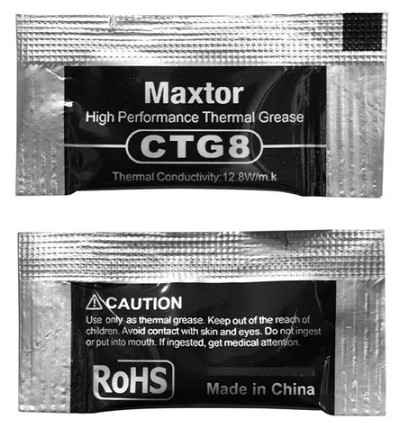 Maxtor
High Performance Thermal Grease
CTG8
Thermal Conductivity:12.8W/m.k
CAUTION
Use only as thermal grease. Keep out of the reach of
children. Avoid contact with skin and eyes. Do not ingest
or put into mouth. If ingested, get medical attention.
RoHS
Made in China